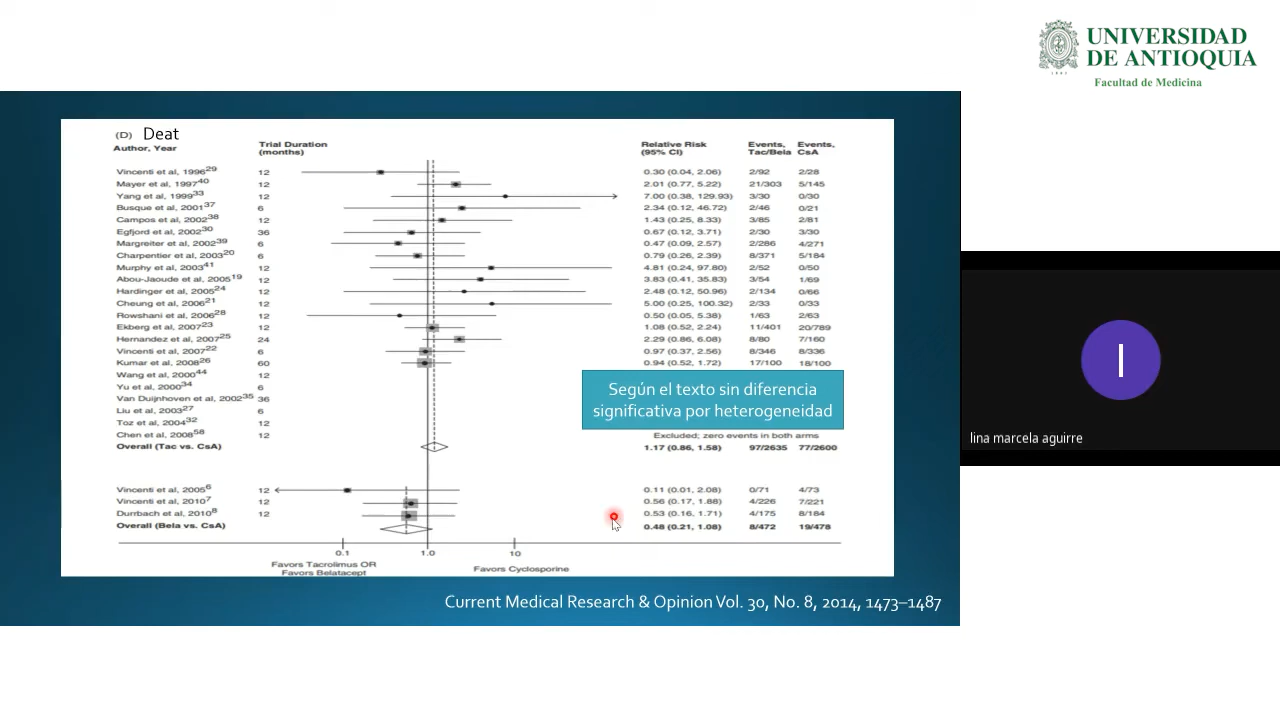 UNIVERSIDAD
DE ANTIOQUIA
1803
Facultad de Medicina
(D) Deat
Author, Year Trial Duration (months) Relative Risk (95% CI) Events, Tac/Bela Events, CsA
Vincenti et al, 1996²⁹ 12 0.30 (0.04, 2.06) 2/92 2/28
Mayer et al, 1997⁴⁰ 12 2.01 (0.77, 5.22) 21/303 5/145
Yang et al, 1999³³ 12 7.00 (0.38, 129.93) 3/30 0/30
Busque et al, 2001³⁷ 6 2.34 (0.12, 46.72) 2/46 0/21
Campos et al, 2002³⁸ 12 1.43 (0.25, 8.33) 3/85 2/81
Egfjord et al, 2002³⁰ 36 0.67 (0.12, 3.71) 2/30 3/30
Margreiter et al, 2002³⁹ 6 0.47 (0.09, 2.57) 2/286 4/271
Charpentier et al, 2003²⁰ 6 0.79 (0.26, 2.39) 8/371 5/184
Murphy et al, 2003⁴¹ 12 4.81 (0.24, 97.80) 2/52 0/50
Abou-Jaoude et al, 2005¹⁹ 12 3.83 (0.41, 35.83) 3/54 1/69
Hardinger et al, 2005²⁴ 12 2.48 (0.12, 50.96) 2/134 0/66
Cheung et al, 2006²¹ 12 5.00 (0.25, 100.32) 2/33 0/33
Rowshani et al, 2006²⁸ 12 0.50 (0.05, 5.38) 1/63 2/63
Ekberg et al, 2007²³ 12 1.08 (0.52, 2.24) 11/401 20/789
Hernandez et al, 2007²⁵ 24 2.29 (0.86, 6.08) 8/80 7/160
Vincenti et al, 2007²² 6 0.97 (0.37, 2.56) 8/346 8/336
Kumar et al, 2008²⁶ 60 0.94 (0.52, 1.72) 17/100 18/100
Wang et al, 2000⁴⁴ 12
Yu et al, 2000³⁴ 6
Van Duijnhoven et al, 2002³⁵ 36
Liu et al, 2003²⁷ 6
Toz et al, 2004³² 12
Chen et al, 2008⁵⁸ 12 Excluded; zero events in both arms
Overall (Tac vs. CsA) 1.17 (0.86, 1.58) 97/2635 77/2600
Según el texto sin diferencia
significativa por heterogeneidad
Vincenti et al, 2005⁶ 12 0.11 (0.01, 2.08) 0/71 4/73
Vincenti et al, 2010⁷ 12 0.56 (0.17, 1.88) 4/226 7/221
Durrbach et al, 2010⁸ 12 0.53 (0.16, 1.71) 4/175 8/184
Overall (Bela vs. CsA) 0.48 (0.21, 1.08) 8/472 19/478
0.1 1.0 10
Favors Tacrolimus OR
Favors Belatacept Favors Cyclosporine
Current Medical Research & Opinion Vol. 30, No. 8, 2014, 1473–1487
l
lina marcela aguirre